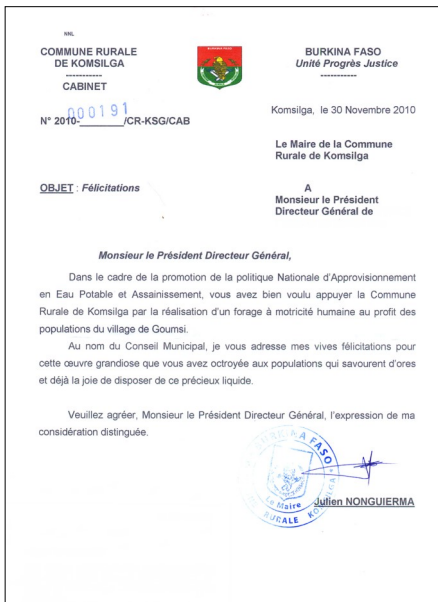 NNL
COMMUNE RURALE
DE KOMSILGA
-----------
CABINET
N° 2010-000191/CR-KSG/CAB
BURKINA FASO
Unité Progrès Justice
-----------
Komsilga, le 30 Novembre 2010
Le Maire de la Commune
Rurale de Komsilga
OBJET : Félicitations
A
Monsieur le Président
Directeur Général de
Monsieur le Président Directeur Général,
Dans le cadre de la promotion de la politique Nationale d'Approvisionnement
en Eau Potable et Assainissement, vous avez bien voulu appuyer la Commune
Rurale de Komsilga par la réalisation d'un forage à motricité humaine au profit des
populations du village de Goumsi.
Au nom du Conseil Municipal, je vous adresse mes vives félicitations pour
cette œuvre grandiose que vous avez octroyée aux populations qui savourent d'ores
et déjà la joie de disposer de ce précieux liquide.
Veuillez agréer, Monsieur le Président Directeur Général, l'expression de ma
considération distinguée.
BURKINA FASO
Le Maire
RURALE KOMSILGA
Julien NONGUIERMA